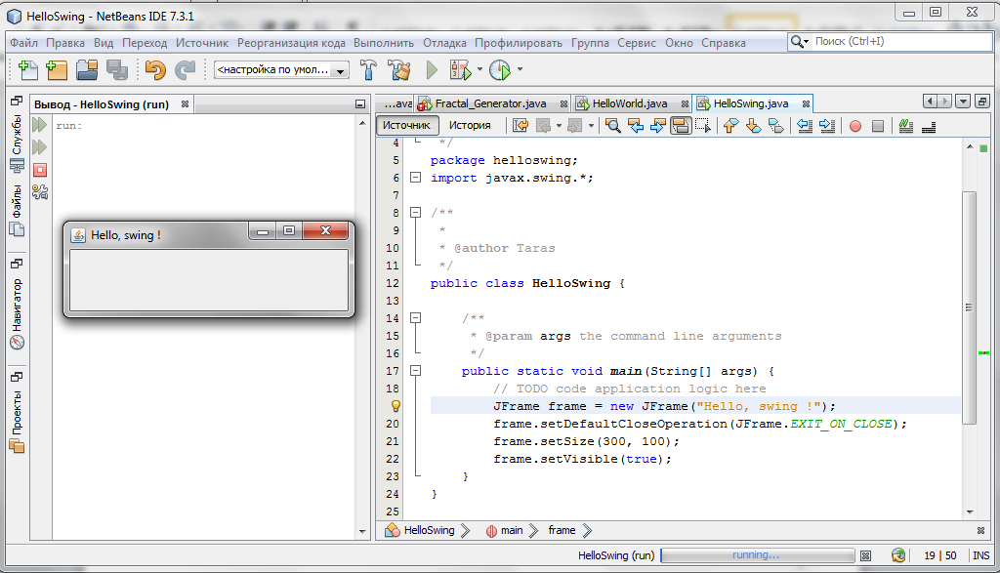 HelloSwing - NetBeans IDE 7.3.1
Файл Правка Вид Переход Источник Реорганизация кода Выполнить Отладка Профилировать Группа Сервис Окно Справка
Поиск (Ctrl+I)
<настройка по умол...
Вывод - HelloSwing (run)
run:
Службы
Файлы
Навигатор
Проекты
Hello, swing !
...ava Fractal_Generator.java HelloWorld.java HelloSwing.java
Источник История
4 */
5 package helloswing;
6 import javax.swing.*;
7
8 /**
9 *
10 * @author Taras
11 */
12 public class HelloSwing {
13
14 /**
15 * @param args the command line arguments
16 */
17 public static void main(String[] args) {
18 // TODO code application logic here
JFrame frame = new JFrame("Hello, swing !");
20 frame.setDefaultCloseOperation(JFrame.EXIT_ON_CLOSE);
21 frame.setSize(300, 100);
22 frame.setVisible(true);
23 }
24 }
25
HelloSwing main frame
HelloSwing (run) running... 19 | 50 INS